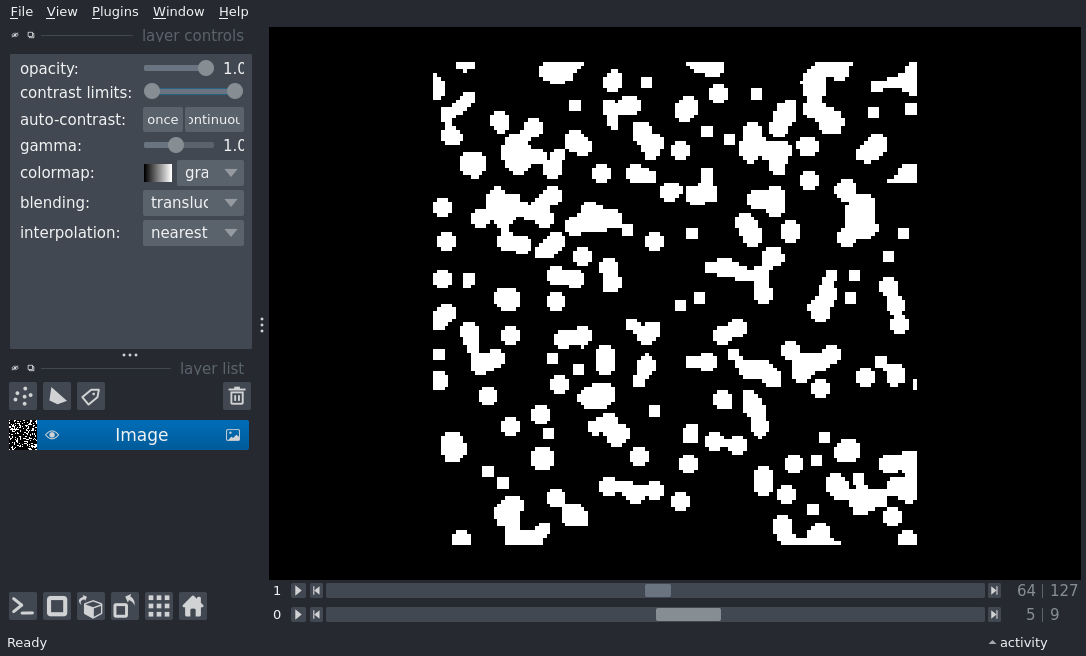 File View Plugins Window Help
layer controls
opacity: 1.0
contrast limits:
auto-contrast: once ontinuou
gamma: 1.0
colormap: gra
blending: transluc
interpolation: nearest
layer list
Image
1 64 | 127
0 5 | 9
Ready activity